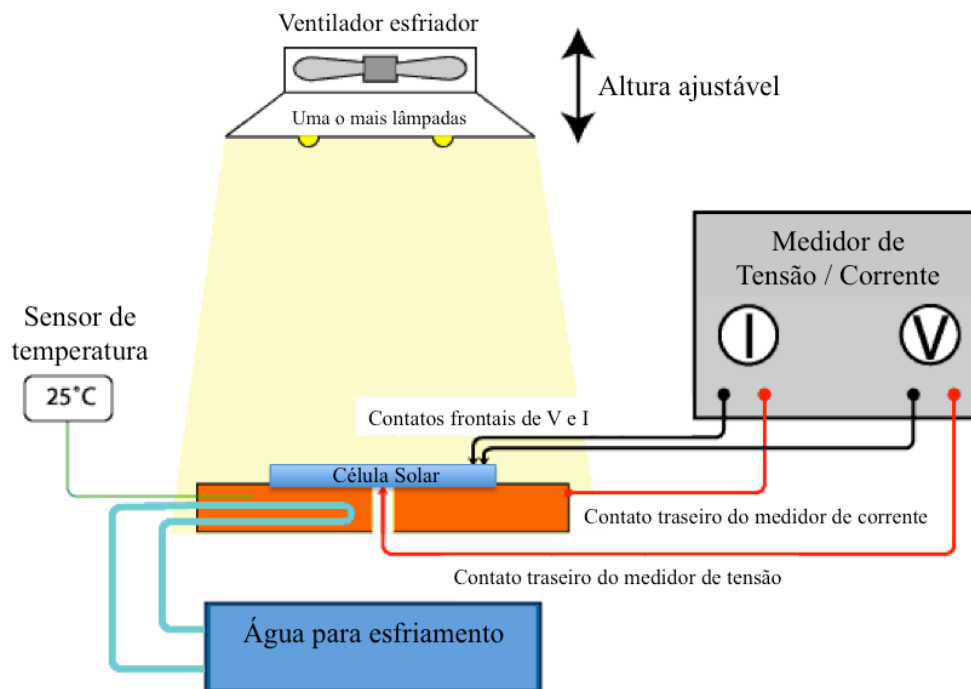 Ventilador esfriador
Uma o mais lâmpadas
Altura ajustável
Medidor de
Tensão / Corrente
I
V
Sensor de
temperatura
25°C
Contatos frontais de V e I
Célula Solar
Contato traseiro do medidor de corrente
Contato traseiro do medidor de tensão
Água para esfriamento